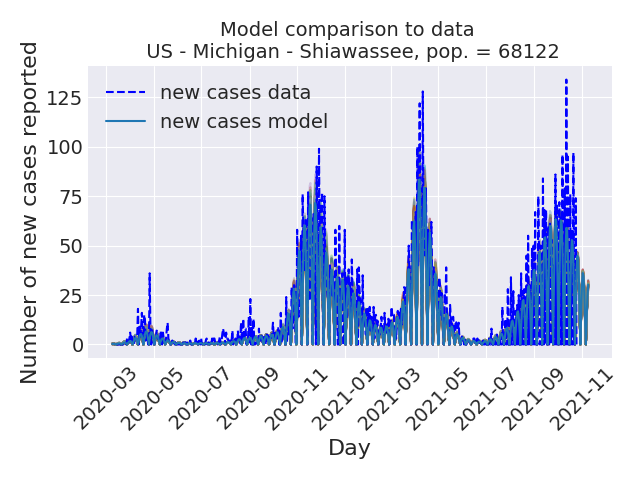 Model comparison to data
US - Michigan - Shiawassee, pop. = 68122
Number of new cases reported
125
100
75
50
25
0
new cases data
new cases model
2020-03
2020-05
2020-07
2020-09
2020-11
2021-01
2021-03
2021-05
2021-07
2021-09
2021-11
Day